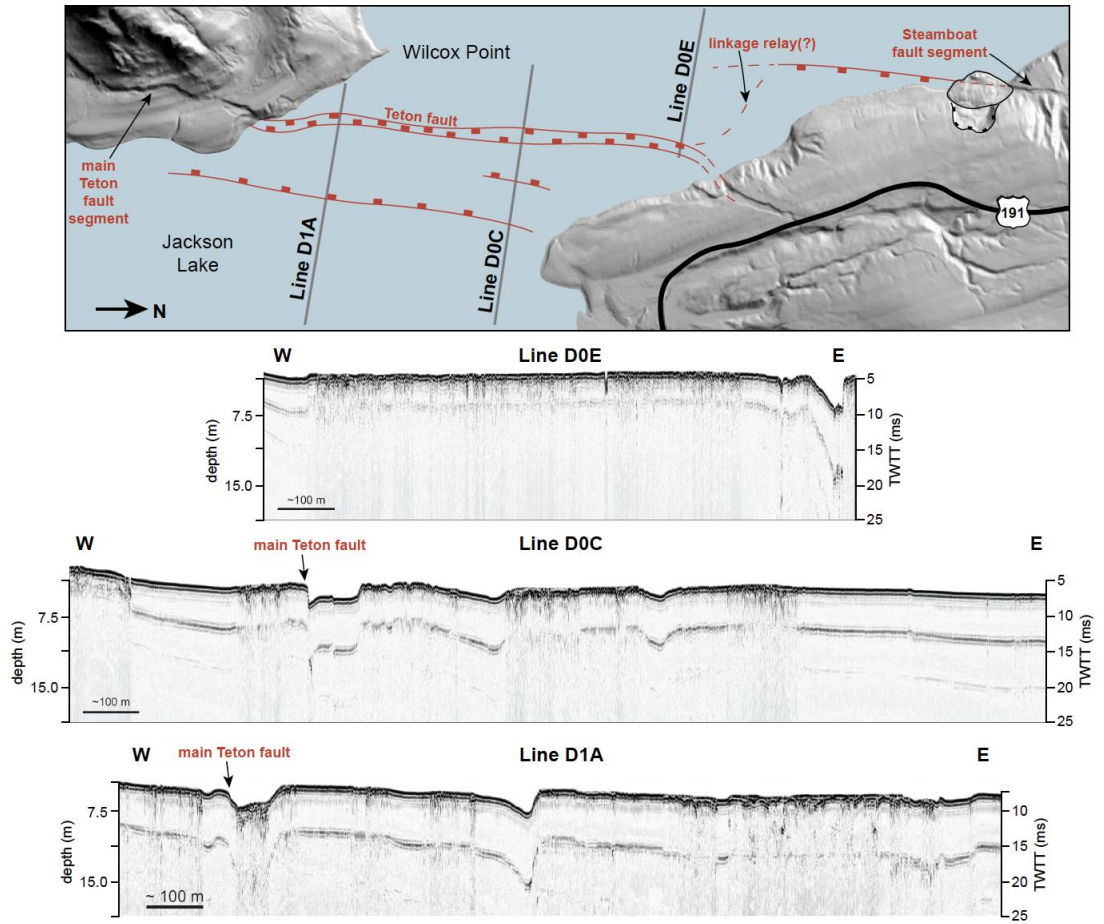 Wilcox Point
Line D0E
linkage relay(?)
Steamboat
fault segment
Teton fault
main
Teton
fault
segment
Jackson
Lake
Line D1A
Line D0C
191
N
W
Line D0E
E
depth (m)
7.5
15.0
~100 m
5
10
15
20
25
TWTT (ms)
W
main Teton fault
Line D0C
E
depth (m)
7.5
15.0
~100 m
5
10
15
20
25
TWTT (ms)
W
main Teton fault
Line D1A
E
depth (m)
7.5
15.0
~ 100 m
10
15
20
25
TWTT (ms)